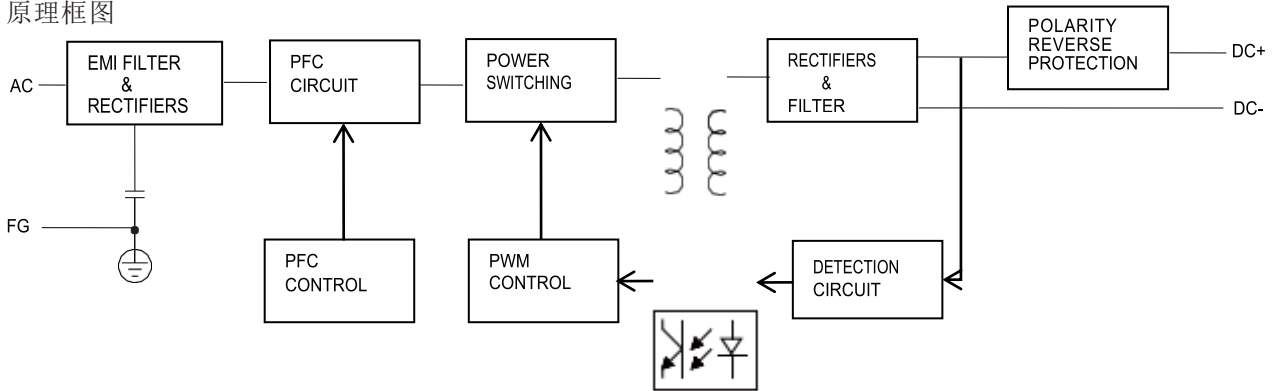 原理框图
AC
EMI FILTER
&
RECTIFIERS
PFC
CIRCUIT
POWER
SWITCHING
RECTIFIERS
&
FILTER
POLARITY
REVERSE
PROTECTION
DC+
DC-
FG
PFC
CONTROL
PWM
CONTROL
DETECTION
CIRCUIT